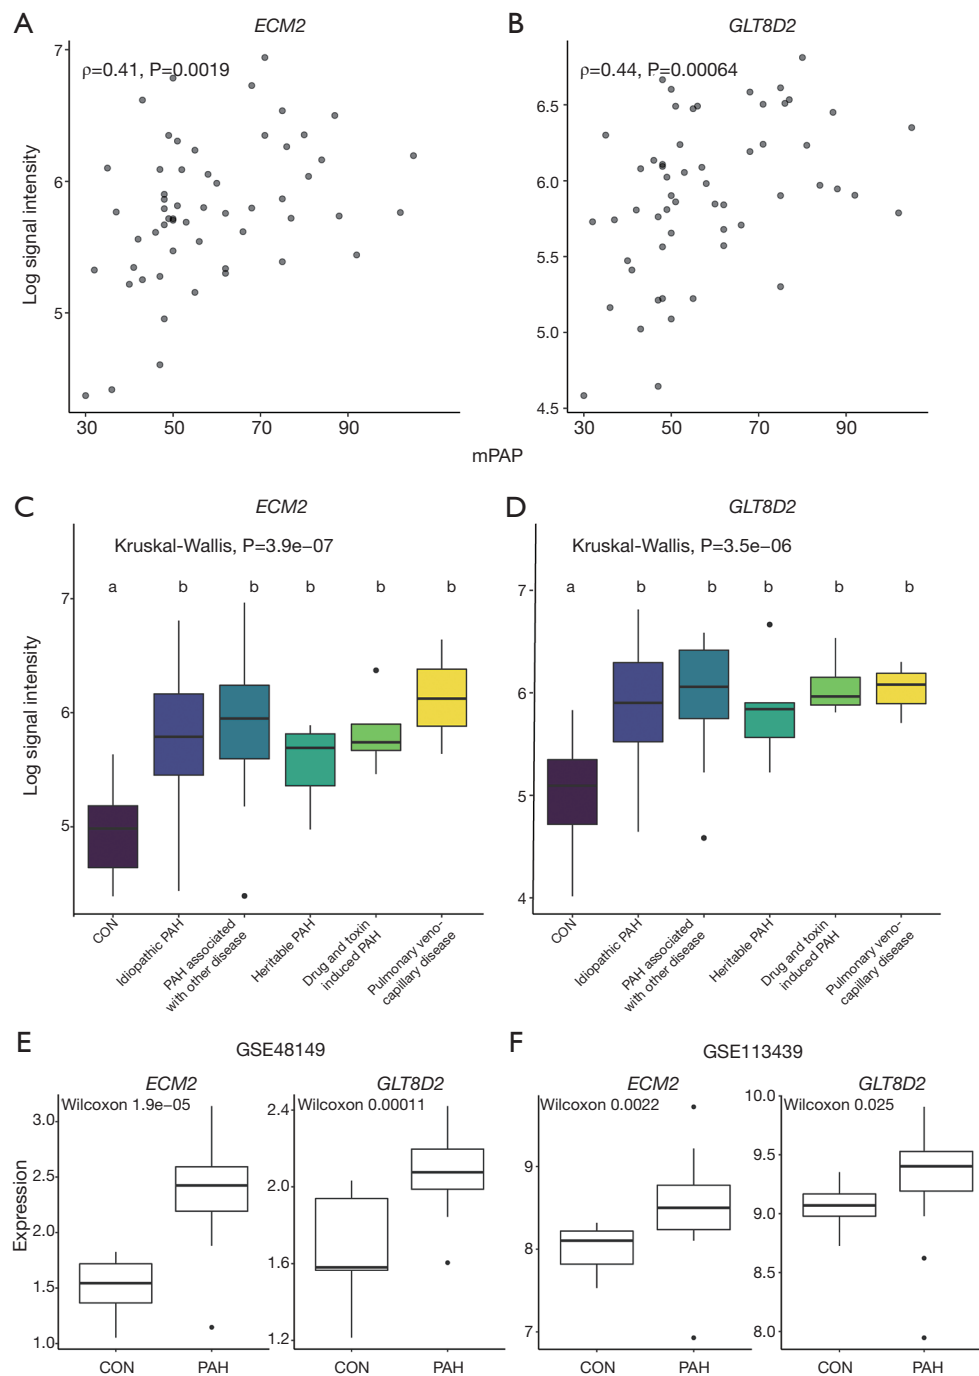 A
ECM2
ρ=0.41, P=0.0019
Log signal intensity
7
6
5
30 50 70 90
B
GLT8D2
ρ=0.44, P=0.00064
6.5
6.0
5.5
5.0
4.5
30 50 70 90
mPAP
C
ECM2
Kruskal-Wallis, P=3.9e−07
a b b b b b
Log signal intensity
7
6
5
CON
Idiopathic PAH
PAH associated
with other disease
Heritable PAH
Drug and toxin
induced PAH
Pulmonary veno-
capillary disease
D
GLT8D2
Kruskal-Wallis, P=3.5e−06
a b b b b b
7
6
5
4
CON
Idiopathic PAH
PAH associated
with other disease
Heritable PAH
Drug and toxin
induced PAH
Pulmonary veno-
capillary disease
E
GSE48149
ECM2
Wilcoxon 1.9e−05
Expression
3.0
2.5
2.0
1.5
1.0
CON PAH
GLT8D2
Wilcoxon 0.00011
2.4
2.0
1.6
1.2
CON PAH
F
GSE113439
ECM2
Wilcoxon 0.0022
9
8
7
CON PAH
GLT8D2
Wilcoxon 0.025
10.0
9.5
9.0
8.5
8.0
CON PAH